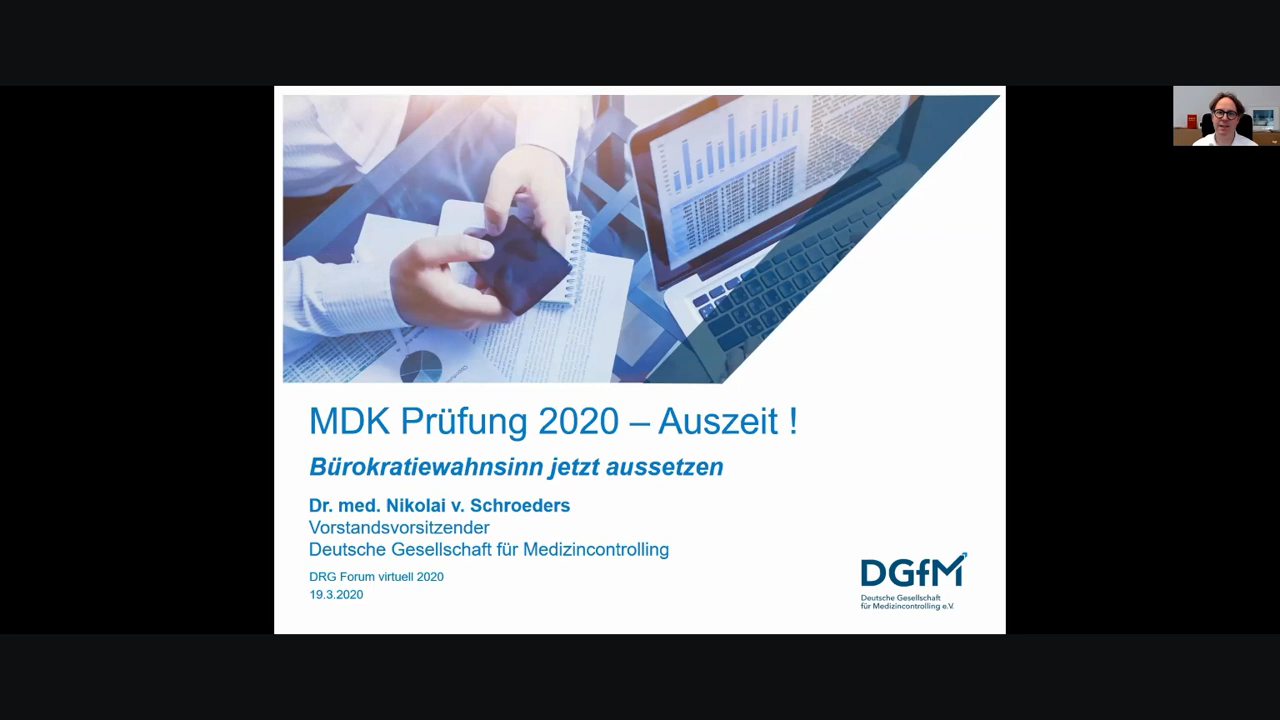 MDK Prüfung 2020 – Auszeit !
Bürokratiewahnsinn jetzt aussetzen
Dr. med. Nikolai v. Schroeders
Vorstandsvorsitzender
Deutsche Gesellschaft für Medizincontrolling
DRG Forum virtuell 2020
19.3.2020
DGfM
Deutsche Gesellschaft
für Medizincontrolling e.V.